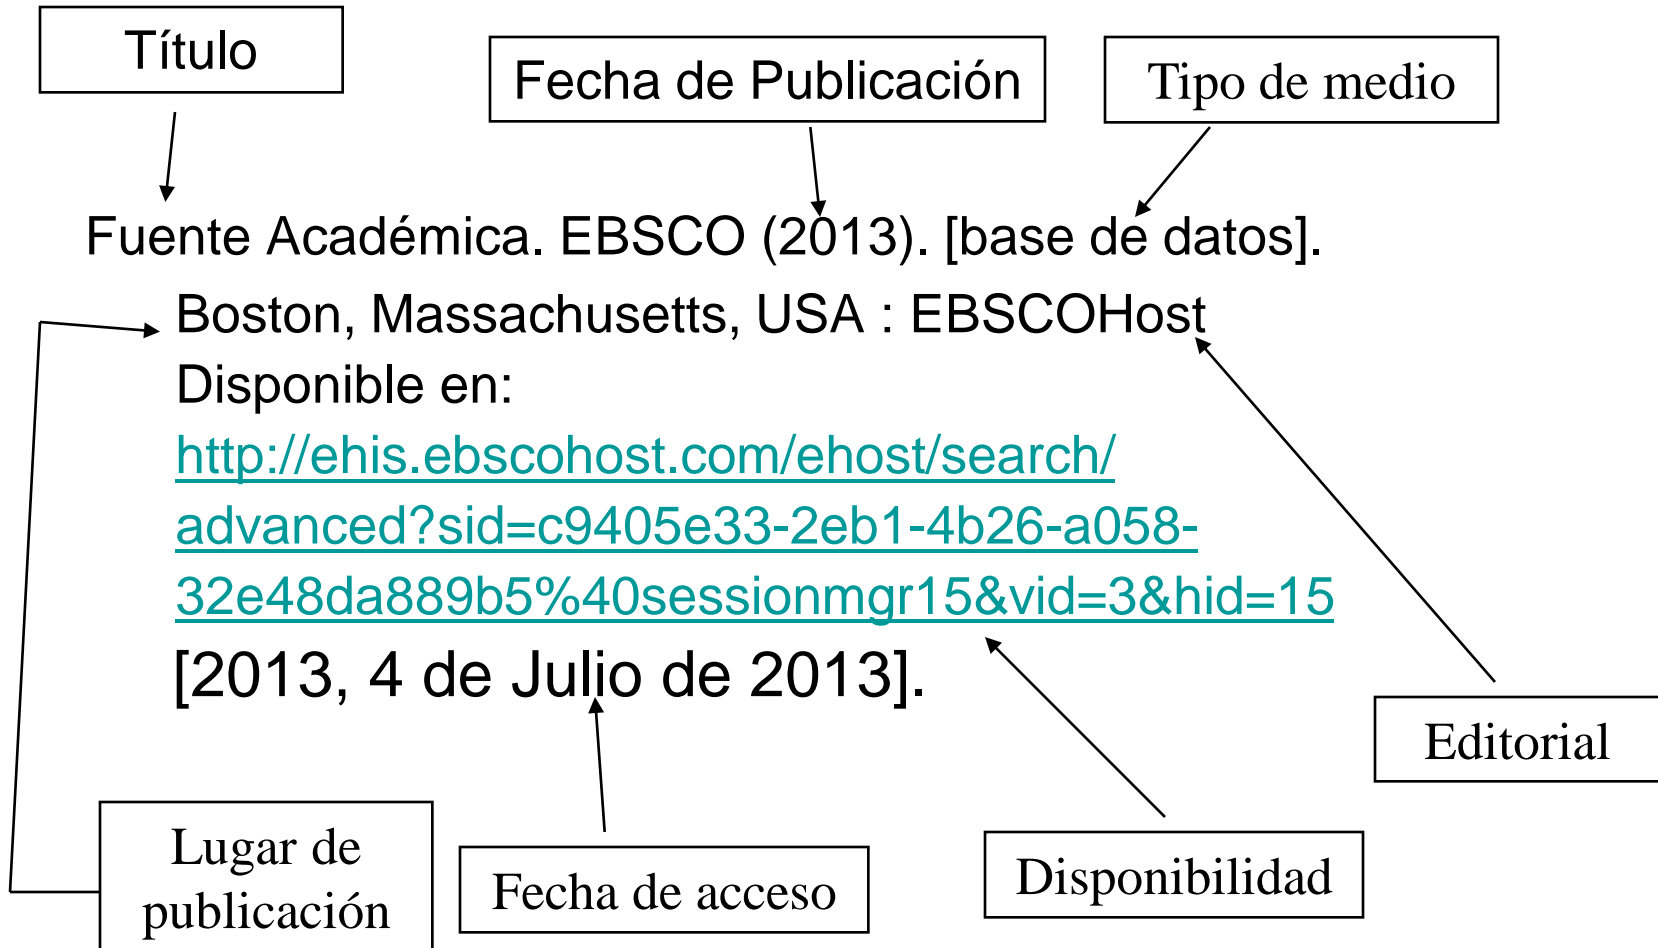 Título
Fecha de Publicación
Tipo de medio
Fuente Académica. EBSCO (2013). [base de datos].
Boston, Massachusetts, USA : EBSCOHost
Disponible en:
http://ehis.ebscohost.com/ehost/search/
advanced?sid=c9405e33-2eb1-4b26-a058-
32e48da889b5%40sessionmgr15&vid=3&hid=15
[2013, 4 de Julio de 2013].
Editorial
Lugar de
publicación
Fecha de acceso
Disponibilidad